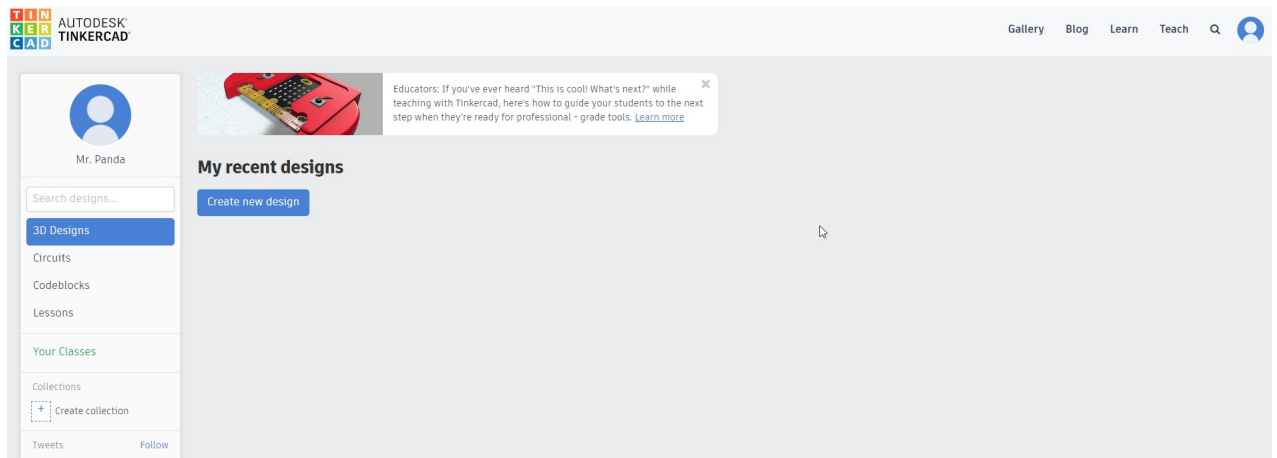 TIN
KER
CAD
AUTODESK®
TINKERCAD®
Gallery Blog Learn Teach
Mr. Panda
Search designs...
3D Designs
Circuits
Codeblocks
Lessons
Your Classes
Collections
+ Create collection
Tweets Follow
Educators: If you've ever heard "This is cool! What's next?" while
teaching with Tinkercad, here's how to guide your students to the next
step when they're ready for professional - grade tools. Learn more
My recent designs
Create new design